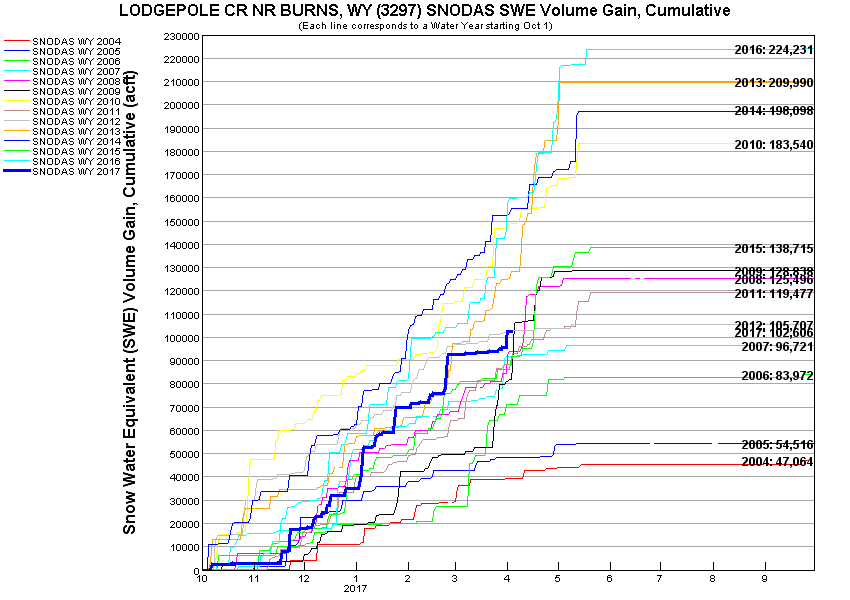 LODGEPOLE CR NR BURNS, WY (3297) SNODAS SWE Volume Gain, Cumulative
(Each line corresponds to a Water Year starting Oct 1)
SNODAS WY 2004
SNODAS WY 2005
SNODAS WY 2006
SNODAS WY 2007
SNODAS WY 2008
SNODAS WY 2009
SNODAS WY 2010
SNODAS WY 2011
SNODAS WY 2012
SNODAS WY 2013
SNODAS WY 2014
SNODAS WY 2015
SNODAS WY 2016
SNODAS WY 2017
Snow Water Equivalent (SWE) Volume Gain, Cumulative (acft)
230000
220000
210000
200000
190000
180000
170000
160000
150000
140000
130000
120000
110000
100000
90000
80000
70000
60000
50000
40000
30000
20000
10000
0
2016: 224,231
2013: 209,990
2014: 198,098
2010: 183,540
2015: 138,715
2009: 128,838
2008: 125,496
2011: 119,477
2012: 105,707
2017: 102,606
2007: 96,721
2006: 83,972
2005: 54,516
2004: 47,064
10 11 12 1 2 3 4 5 6 7 8 9
2017